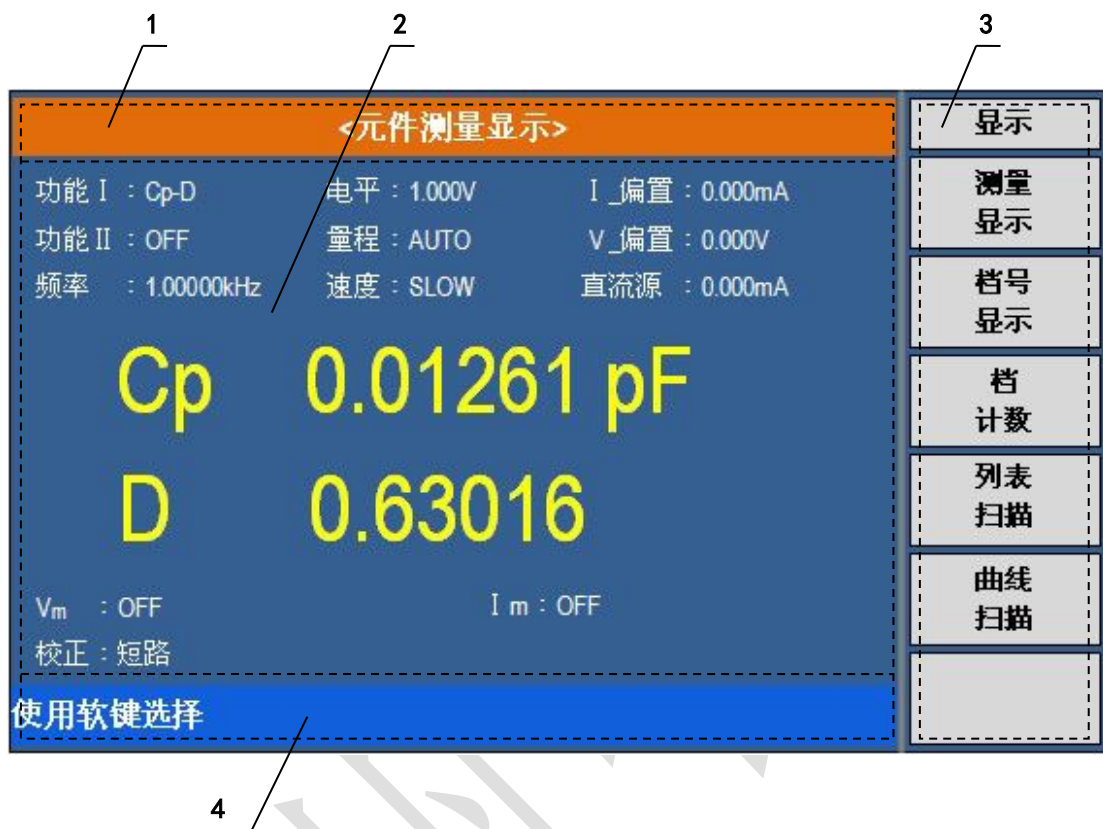 1
2
3
<元件测量显示>
功能Ⅰ：Cp-D
电平：1.000V
Ⅰ_偏置：0.000mA
功能Ⅱ：OFF
量程：AUTO
V_偏置：0.000V
频率 ：1.00000kHz
速度：SLOW
直流源 ：0.000mA
Cp 0.01261 pF
D 0.63016
Vm ：OFF
Ⅰm：OFF
校正：短路
使用软键选择
显示
测量
显示
档号
显示
档
计数
列表
扫描
曲线
扫描
4